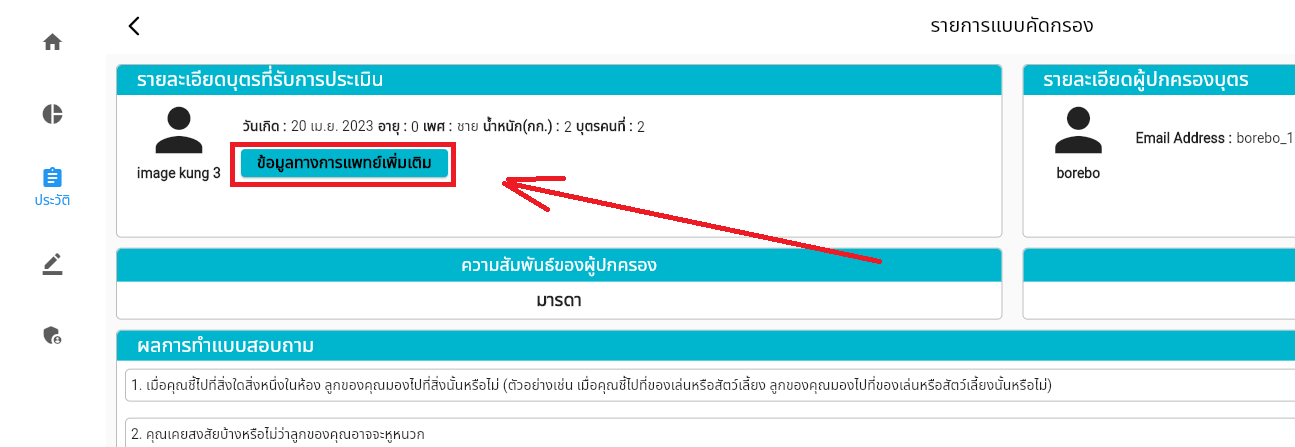 รายการแบบคัดกรอง
รายละเอียดบุตรที่รับการประเมิน
วันเกิด : 20 เม.ย. 2023 อายุ : 0 เพศ : ชาย น้ำหนัก(กก.) : 2 บุตรคนที่ : 2
ข้อมูลทางการแพทย์เพิ่มเติม
image kung 3
รายละเอียดผู้ปกครองบุตร
Email Address : borebo_1
borebo
ประวัติ
ความสัมพันธ์ของผู้ปกครอง
มารดา
ผลการทำแบบสอบถาม
1. เมื่อคุณชี้ไปที่สิ่งใดสิ่งหนึ่งในห้อง ลูกของคุณมองไปที่สิ่งนั้นหรือไม่ (ตัวอย่างเช่น เมื่อคุณชี้ไปที่ของเล่นหรือสัตว์เลี้ยง ลูกของคุณมองไปที่ของเล่นหรือสัตว์เลี้ยงนั้นหรือไม่)
2. คุณเคยสงสัยบ้างหรือไม่ว่าลูกของคุณอาจจะหูหนวก